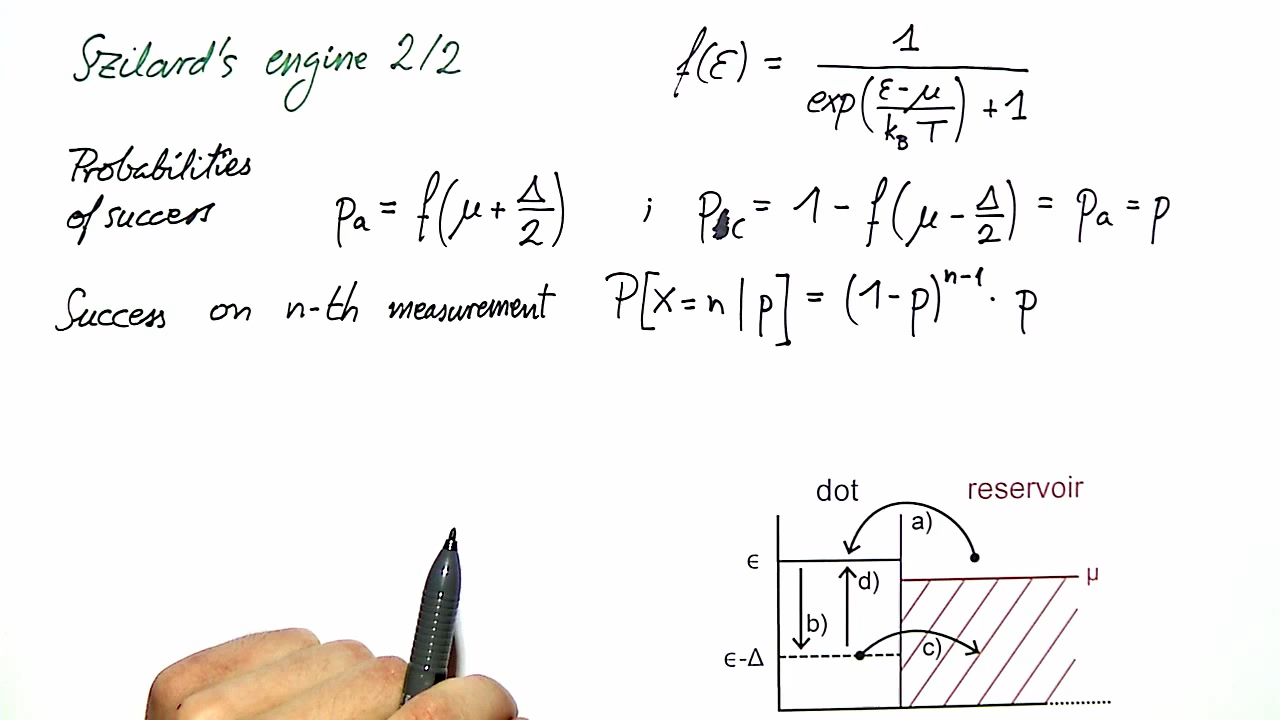 Szilard's engine 2/2
f(ε) = 1 / (exp((ε-μ)/(k_B T)) + 1)
Probabilities
of success
p_a = f(μ + Δ/2) ; p_c = 1 - f(μ - Δ/2) = p_a = p
Success on n-th measurement P[X=n|p] = (1-p)^(n-1) · p
dot reservoir
a)
ϵ
μ
d)
b)
c)
ϵ-Δ